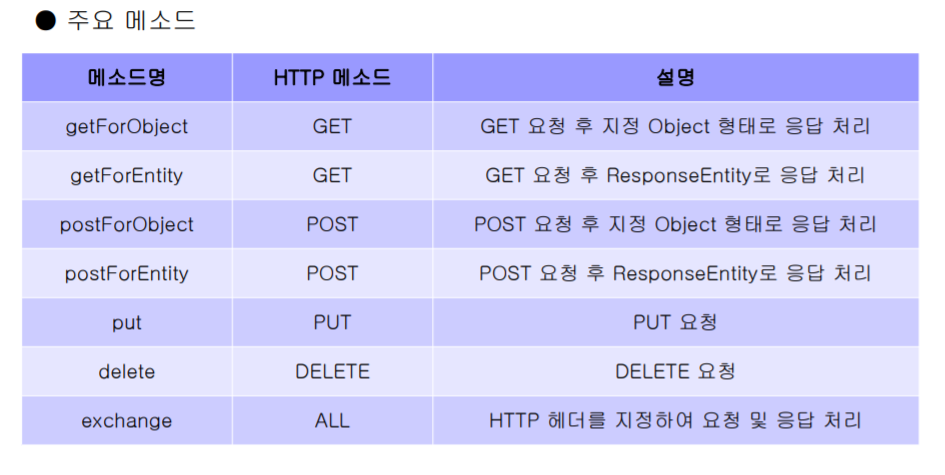 ● 주요 메소드
메소드명 HTTP 메소드 설명
getForObject GET GET 요청 후 지정 Object 형태로 응답 처리
getForEntity GET GET 요청 후 ResponseEntity로 응답 처리
postForObject POST POST 요청 후 지정 Object 형태로 응답 처리
postForEntity POST POST 요청 후 ResponseEntity로 응답 처리
put PUT PUT 요청
delete DELETE DELETE 요청
exchange ALL HTTP 헤더를 지정하여 요청 및 응답 처리